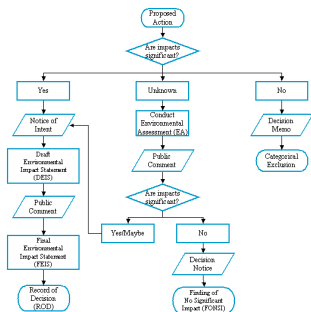 Proposed
Action
Are impacts
significant?
Yes
Unknown
No
Notice of
Intent
Conduct
Environmental
Assessment (EA)
Decision
Memo
Draft
Environmental
Impact Statement
(DEIS)
Public
Comment
Categorical
Exclusion
Public
Comment
Are impacts
significant?
Final
Environmental
Impact Statement
(FEIS)
Yes/Maybe
No
Decision
Notice
Record of
Decision
(ROD)
Finding of
No Significant
Impact (FONSI)